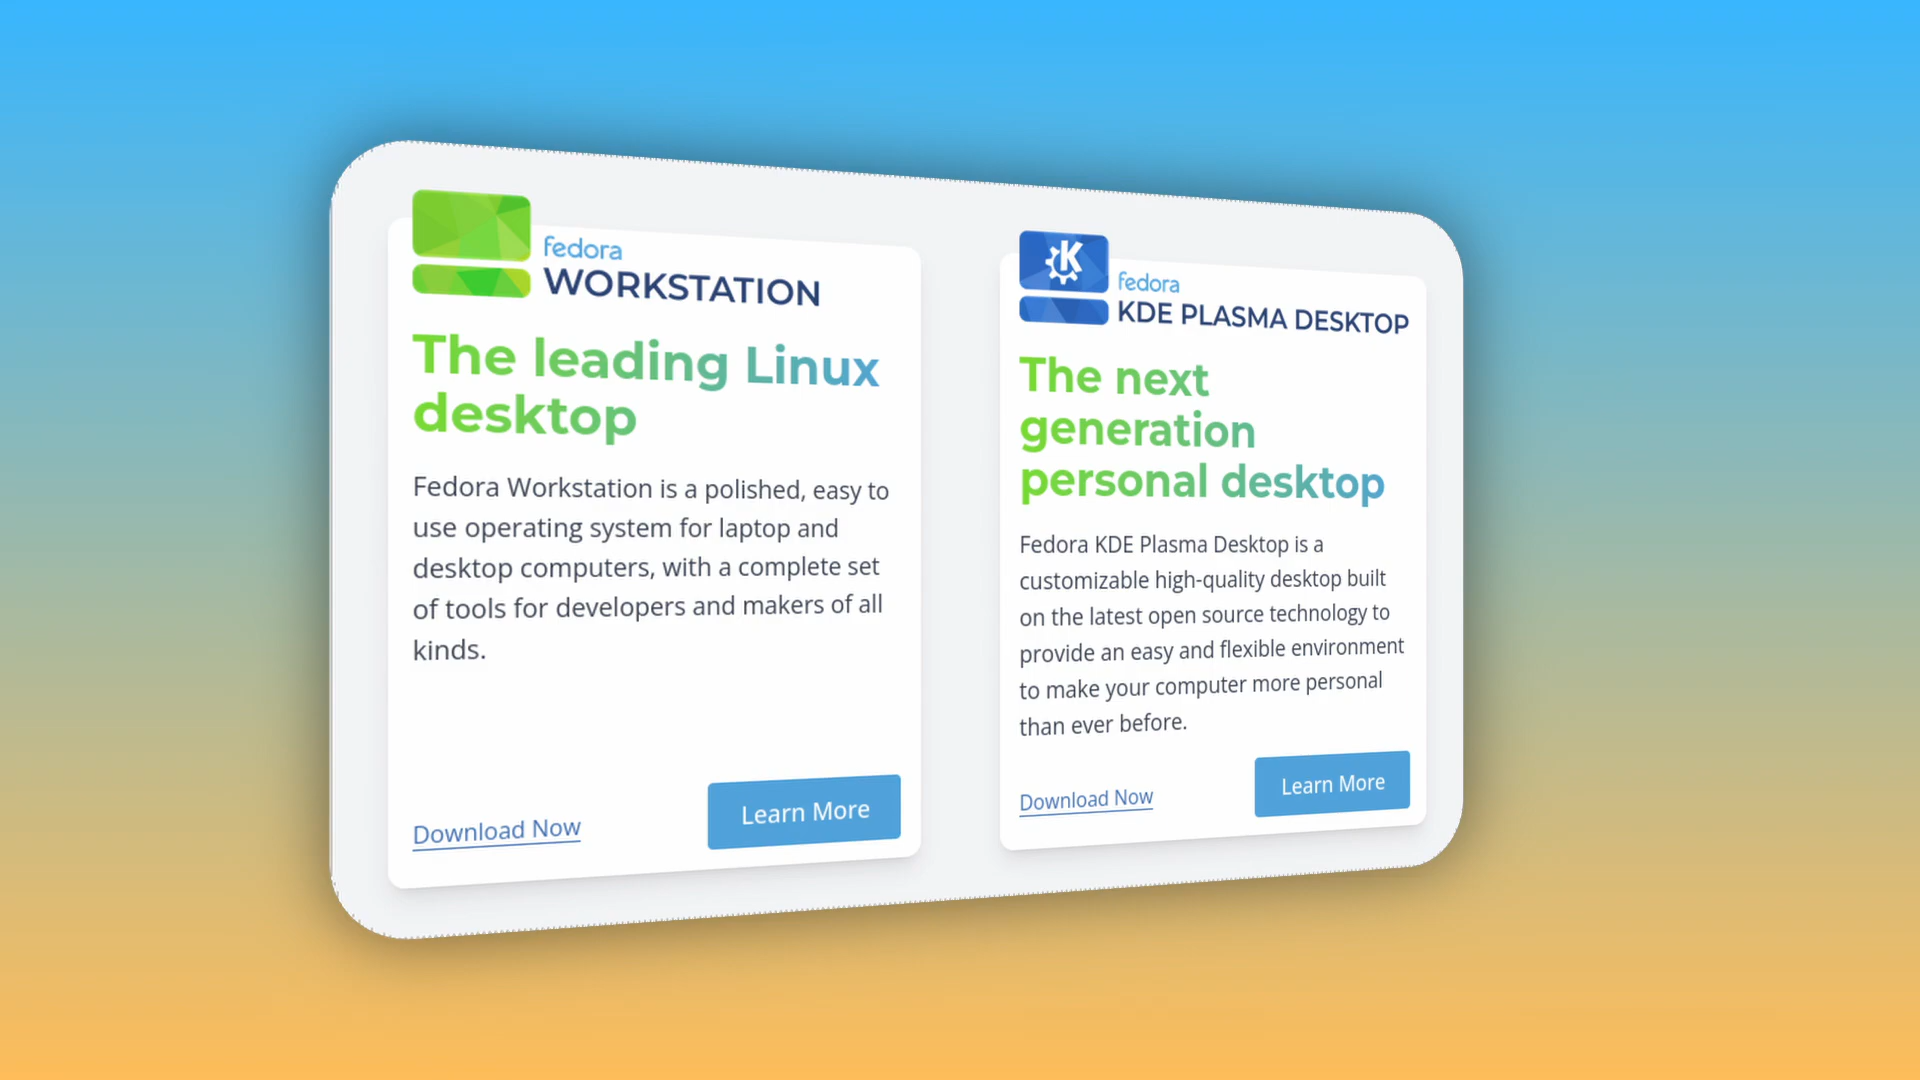 fedora
WORKSTATION
The leading Linux
desktop
Fedora Workstation is a polished, easy to
use operating system for laptop and
desktop computers, with a complete set
of tools for developers and makers of all
kinds.
Download Now
Learn More
K
fedora
KDE PLASMA DESKTOP
The next
generation
personal desktop
Fedora KDE Plasma Desktop is a
customizable high-quality desktop built
on the latest open source technology to
provide an easy and flexible environment
to make your computer more personal
than ever before.
Download Now
Learn More